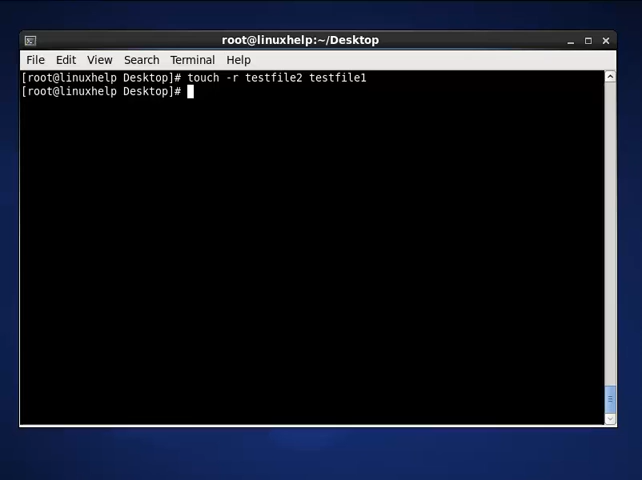 root@linuxhelp:~/Desktop
File Edit View Search Terminal Help
[root@linuxhelp Desktop]# touch -r testfile2 testfile1
[root@linuxhelp Desktop]#